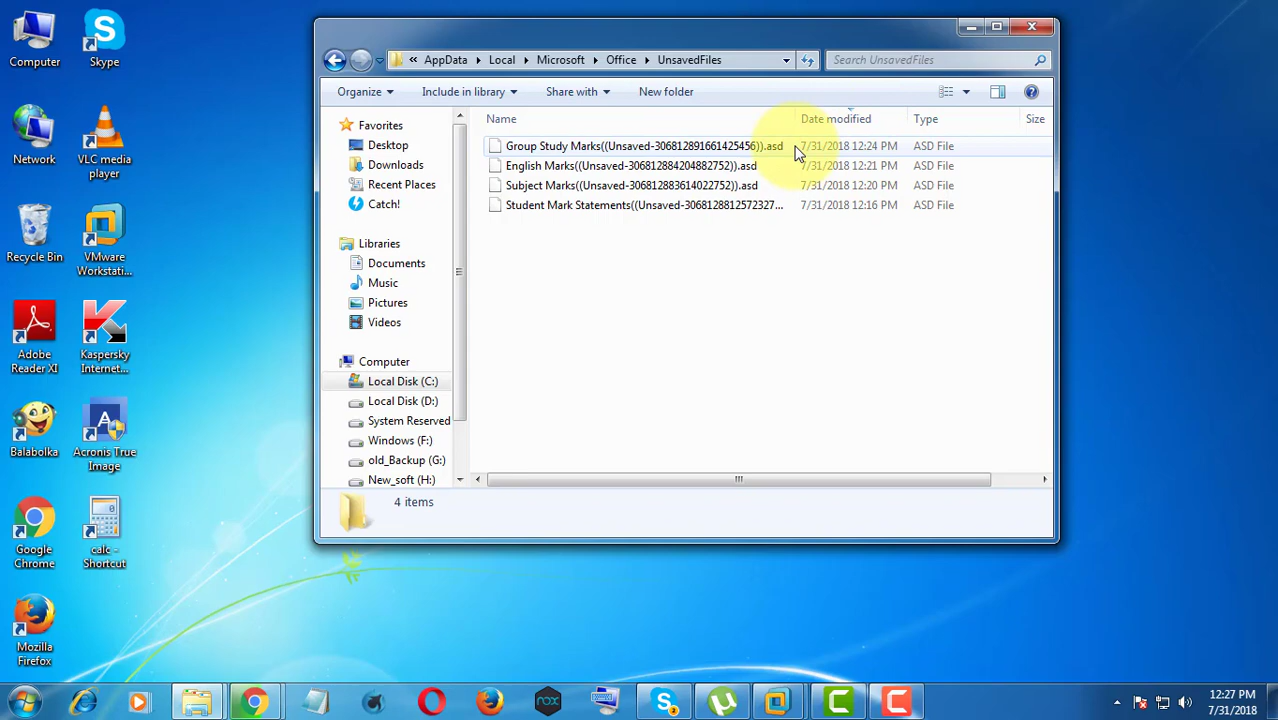 Computer
Skype
Network
VLC media
player
Recycle Bin
VMware
Workstati...
Adobe
Reader XI
Kaspersky
Internet...
Balabolka
Acronis True
Image
Google
Chrome
calc -
Shortcut
Mozilla
Firefox
« AppData Local Microsoft Office UnsavedFiles
Search UnsavedFiles
Organize Include in library Share with New folder
Favorites
Desktop
Downloads
Recent Places
Catch!
Libraries
Documents
Music
Pictures
Videos
Computer
Local Disk (C:)
Local Disk (D:)
System Reserved
Windows (F:)
old_Backup (G:)
New_soft (H:)
Name Date modified Type Size
Group Study Marks((Unsaved-306812891661425456)).asd 7/31/2018 12:24 PM ASD File
English Marks((Unsaved-306812884204882752)).asd 7/31/2018 12:21 PM ASD File
Subject Marks((Unsaved-306812883614022752)).asd 7/31/2018 12:20 PM ASD File
Student Mark Statements((Unsaved-3068128812572327... 7/31/2018 12:16 PM ASD File
4 items
nox
12:27 PM
7/31/2018